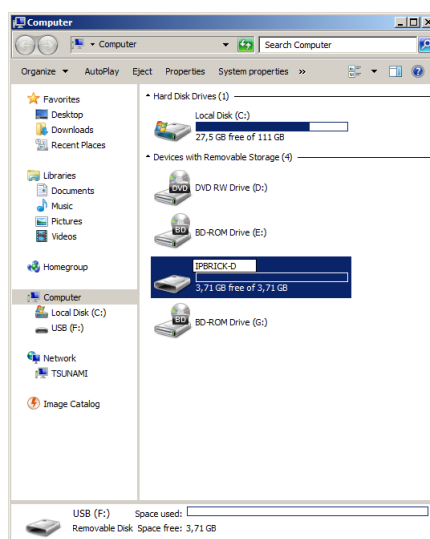 Computer
Computer
Search Computer
Organize
AutoPlay
Eject
Properties
System properties
»
Favorites
Desktop
Downloads
Recent Places
Libraries
Documents
Music
Pictures
Videos
Homegroup
Computer
Local Disk (C:)
USB (F:)
Network
TSUNAMI
Image Catalog
Hard Disk Drives (1)
Local Disk (C:)
27,5 GB free of 111 GB
Devices with Removable Storage (4)
DVD
DVD RW Drive (D:)
BD
BD-ROM Drive (E:)
IPBRICK-D
3,71 GB free of 3,71 GB
BD
BD-ROM Drive (G:)
USB (F:) Space used:
Removable Disk Space free: 3,71 GB